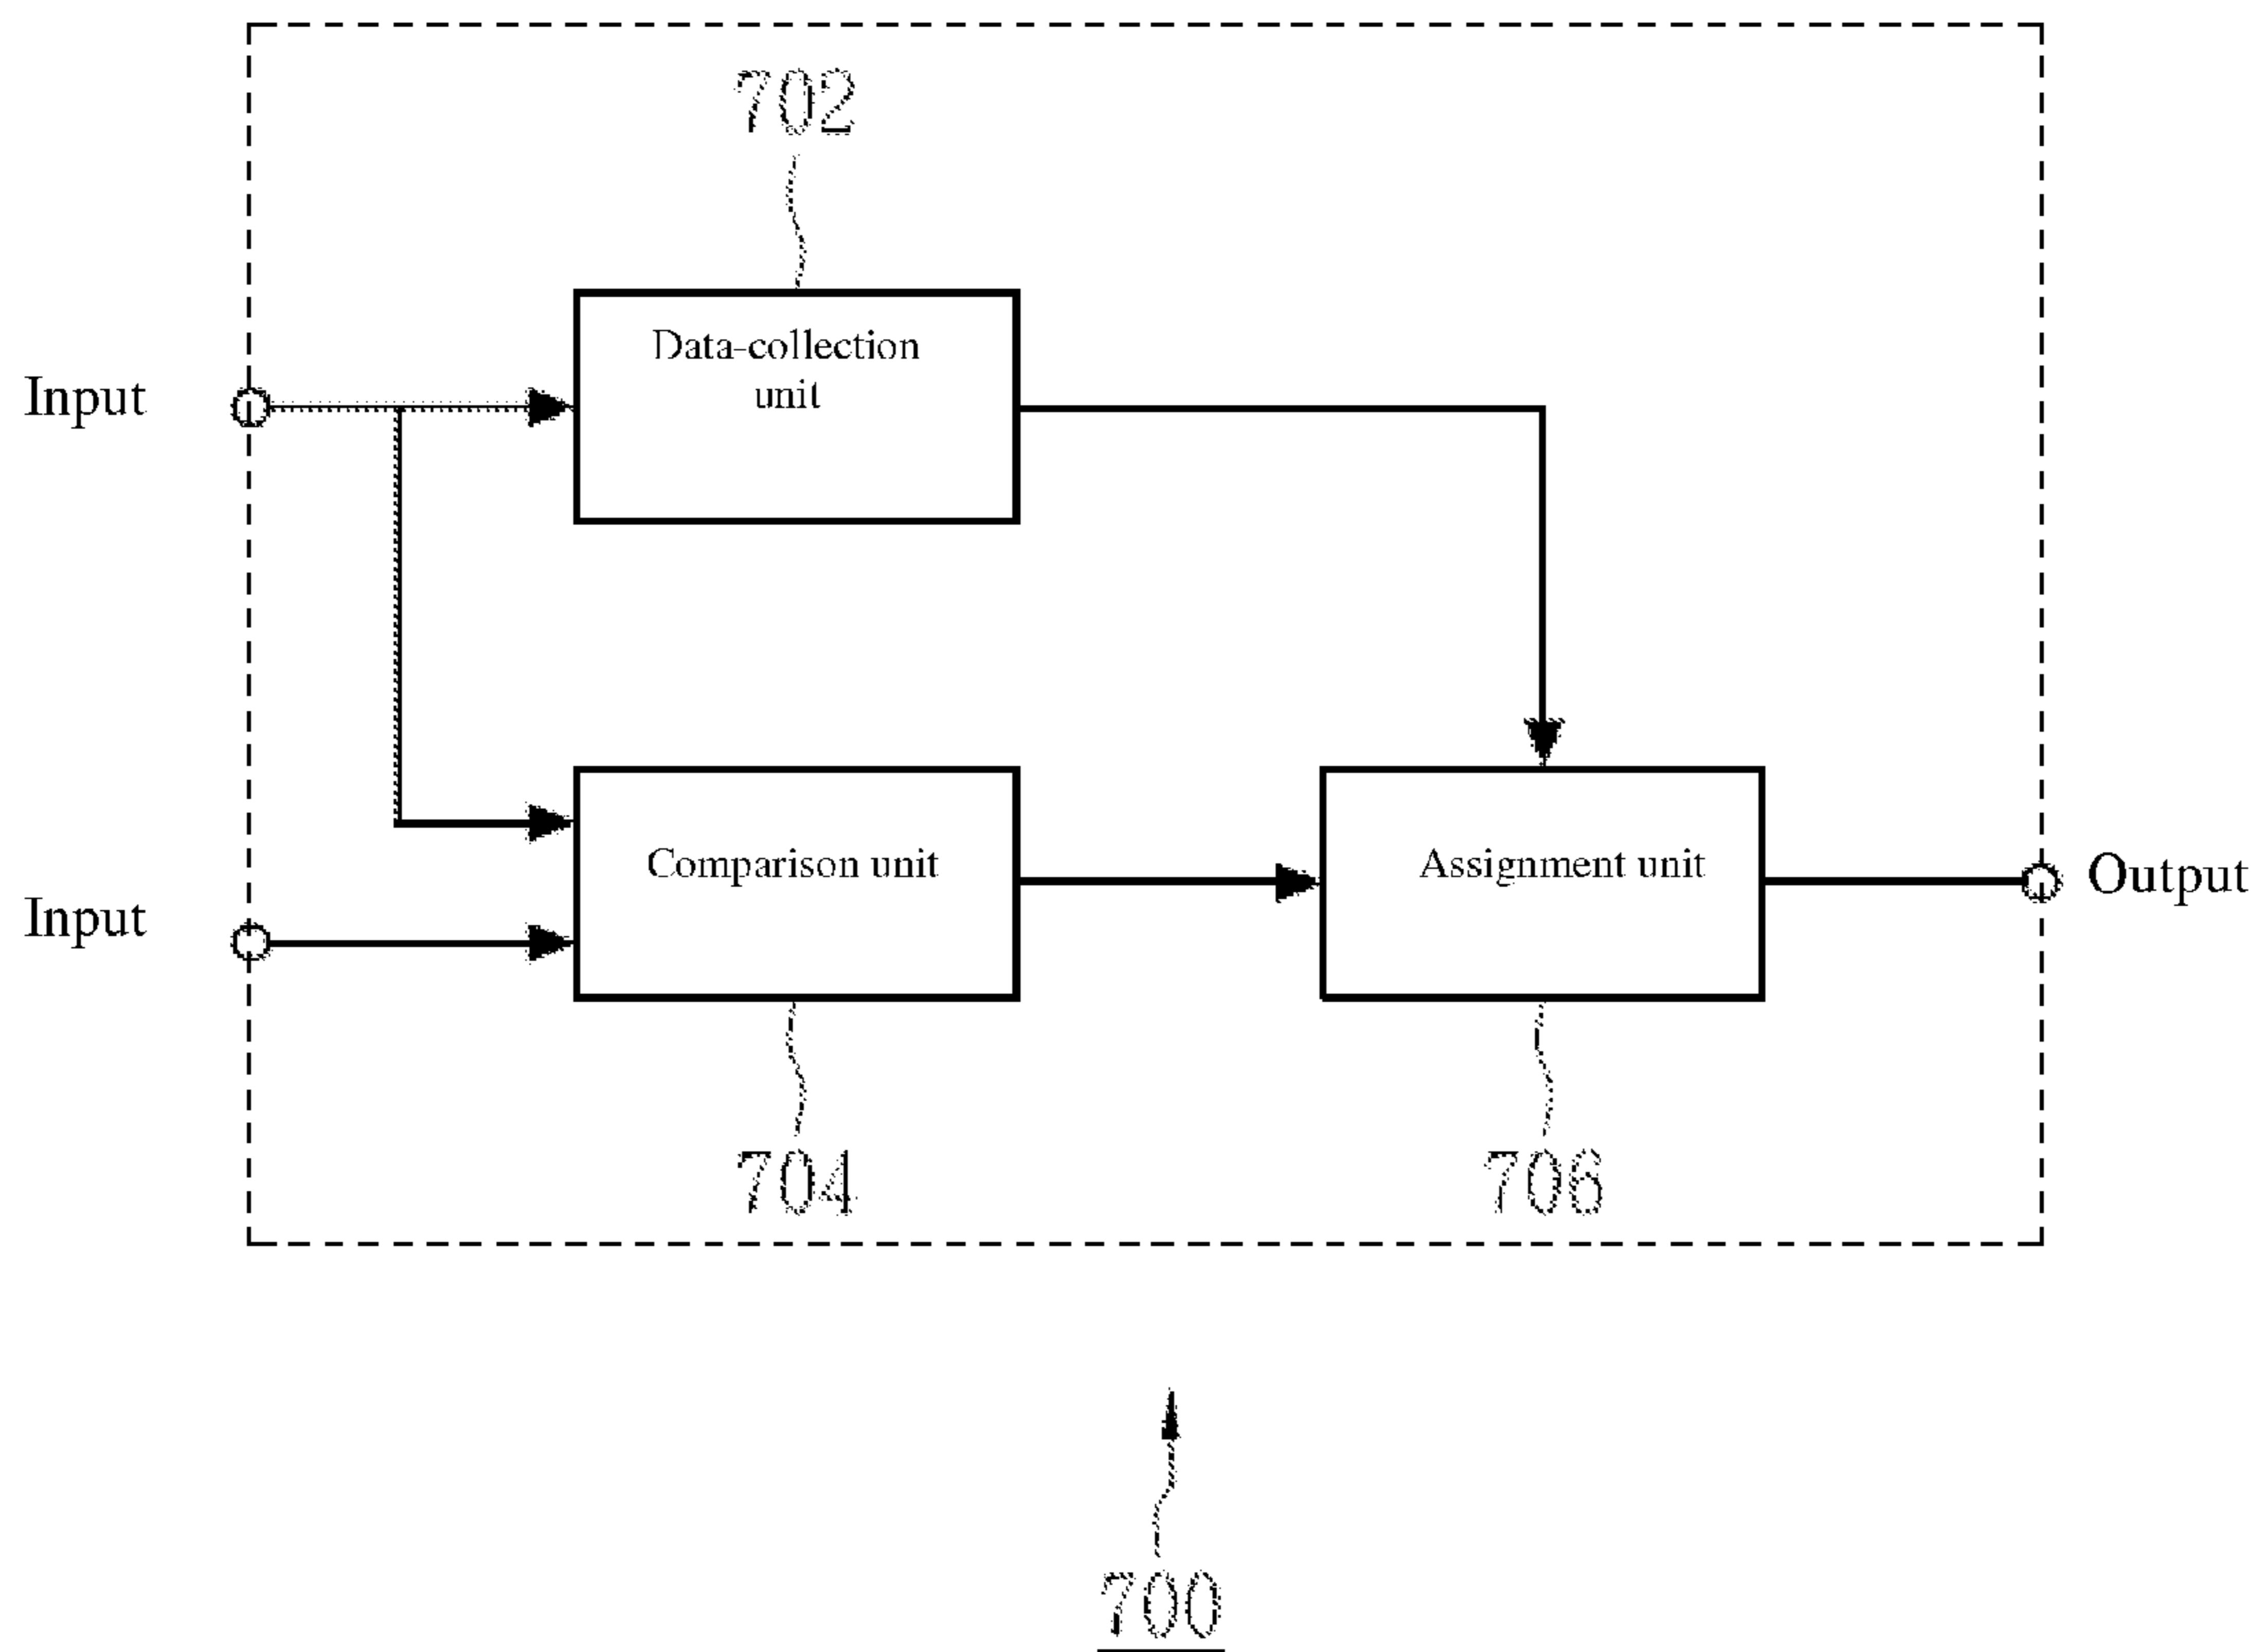 702
Input
Data-collection
unit
Input
Comparison unit
Assignment unit
Output
704
706
700